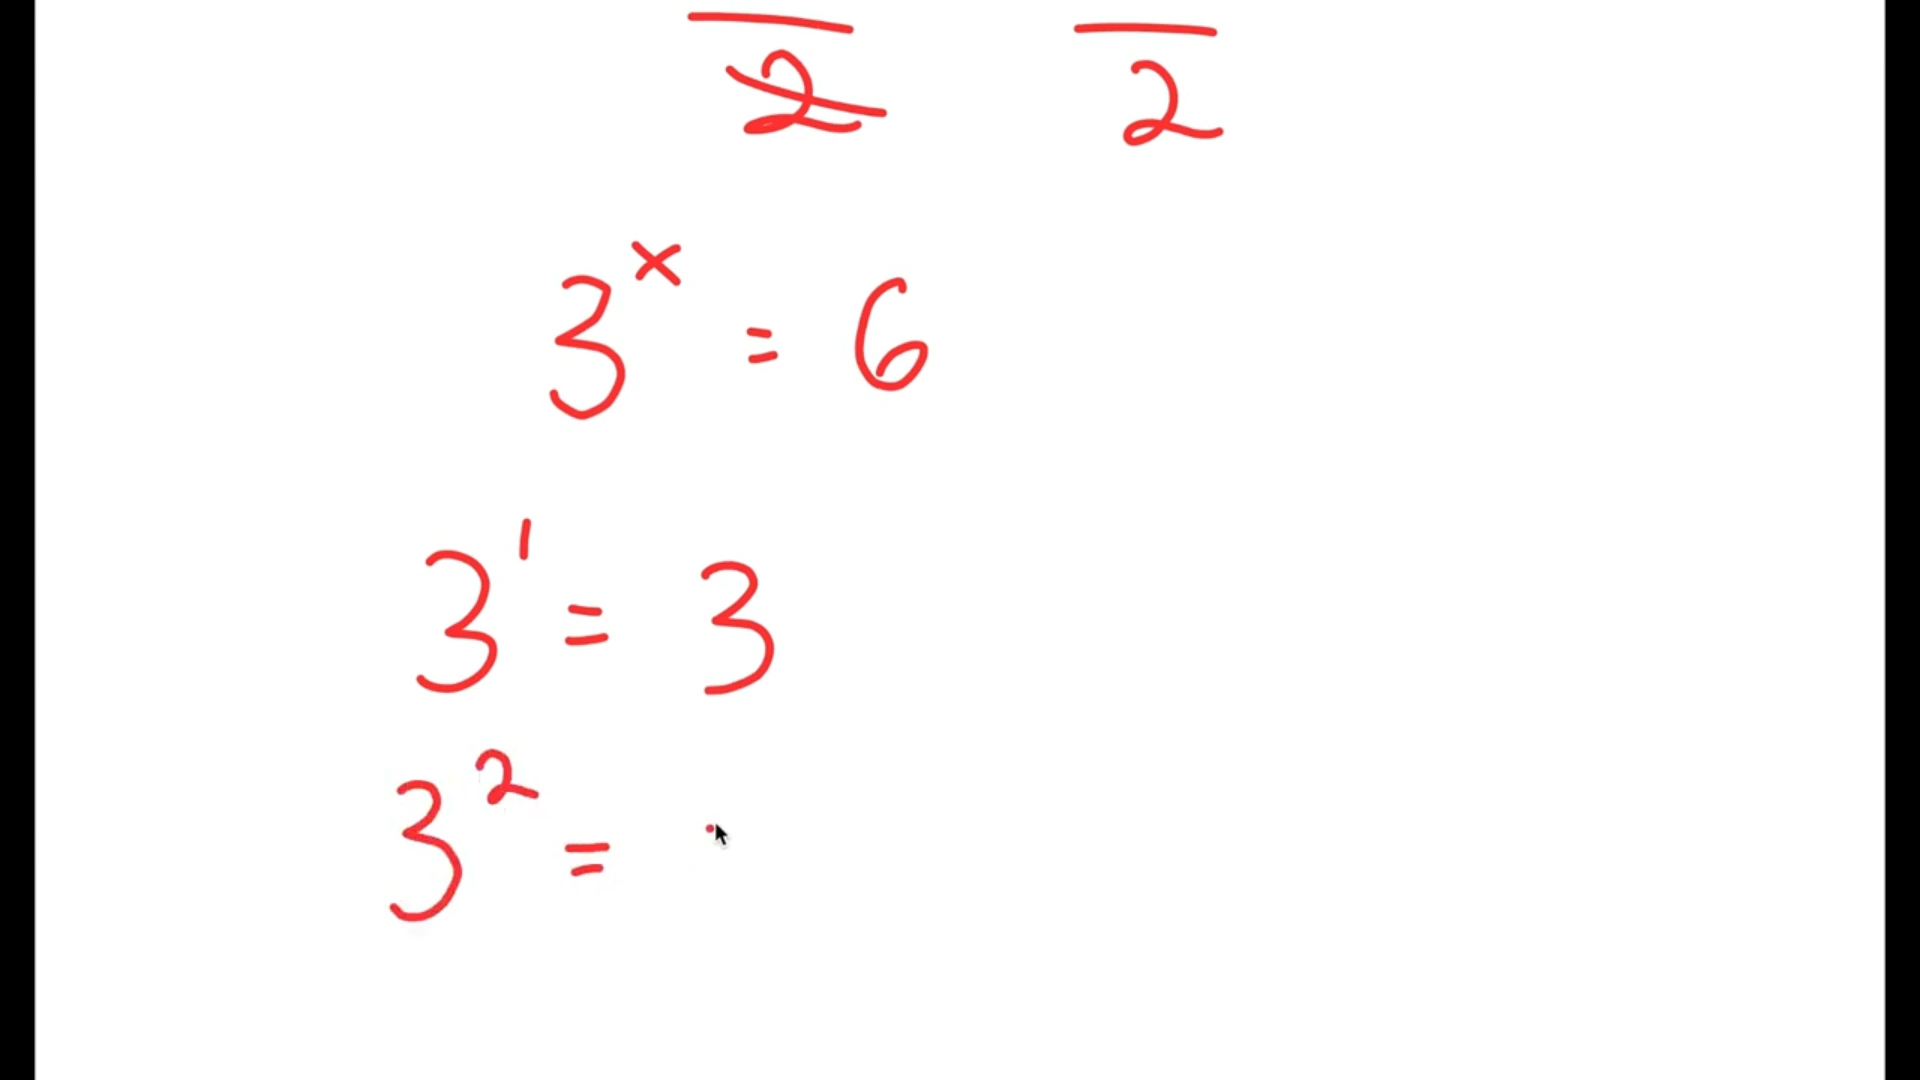 2 2
3^x = 6
3^1 = 3
3^2 =